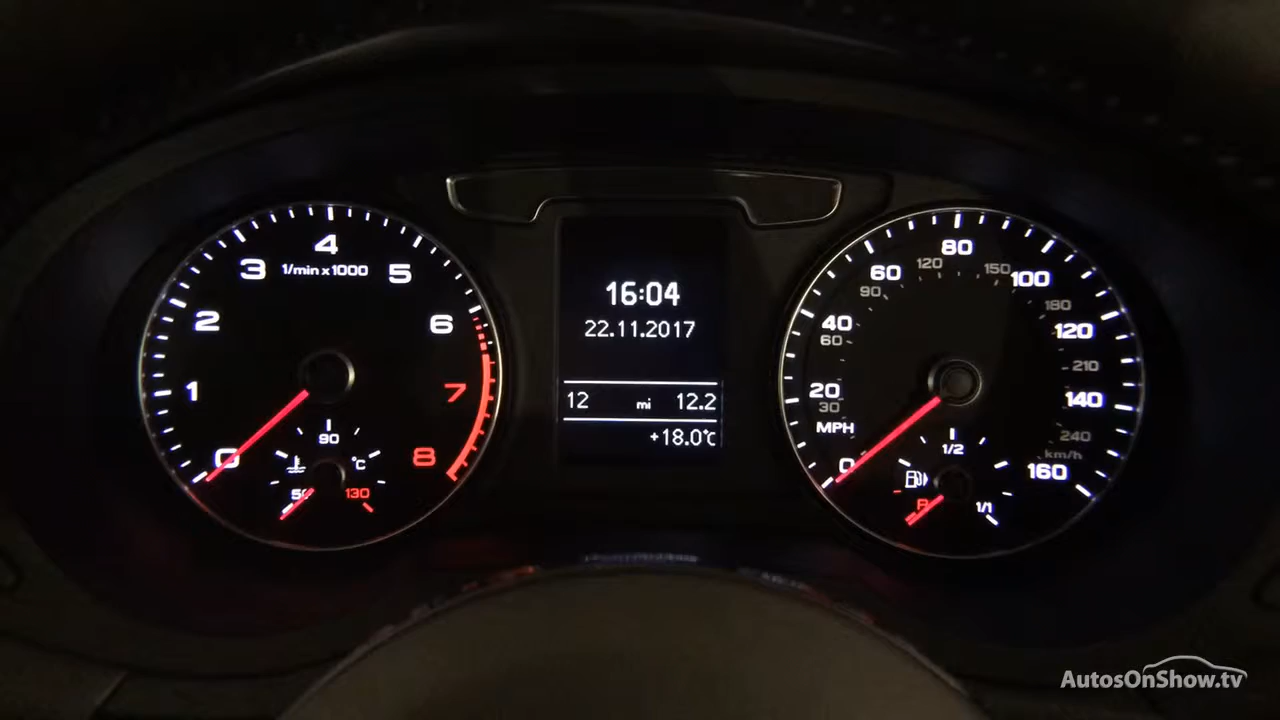 4
3 1/min x 1000 5
2 6
1 7
0 8
90
°C
50 130
16:04
22.11.2017
12 mi 12.2
+18.0°C
80
60 120 150 100
90 180
40 120
60
210
20 140
30
MPH 240
km/h
0 160
1/2
R 1/1
AutosOnShow.tv